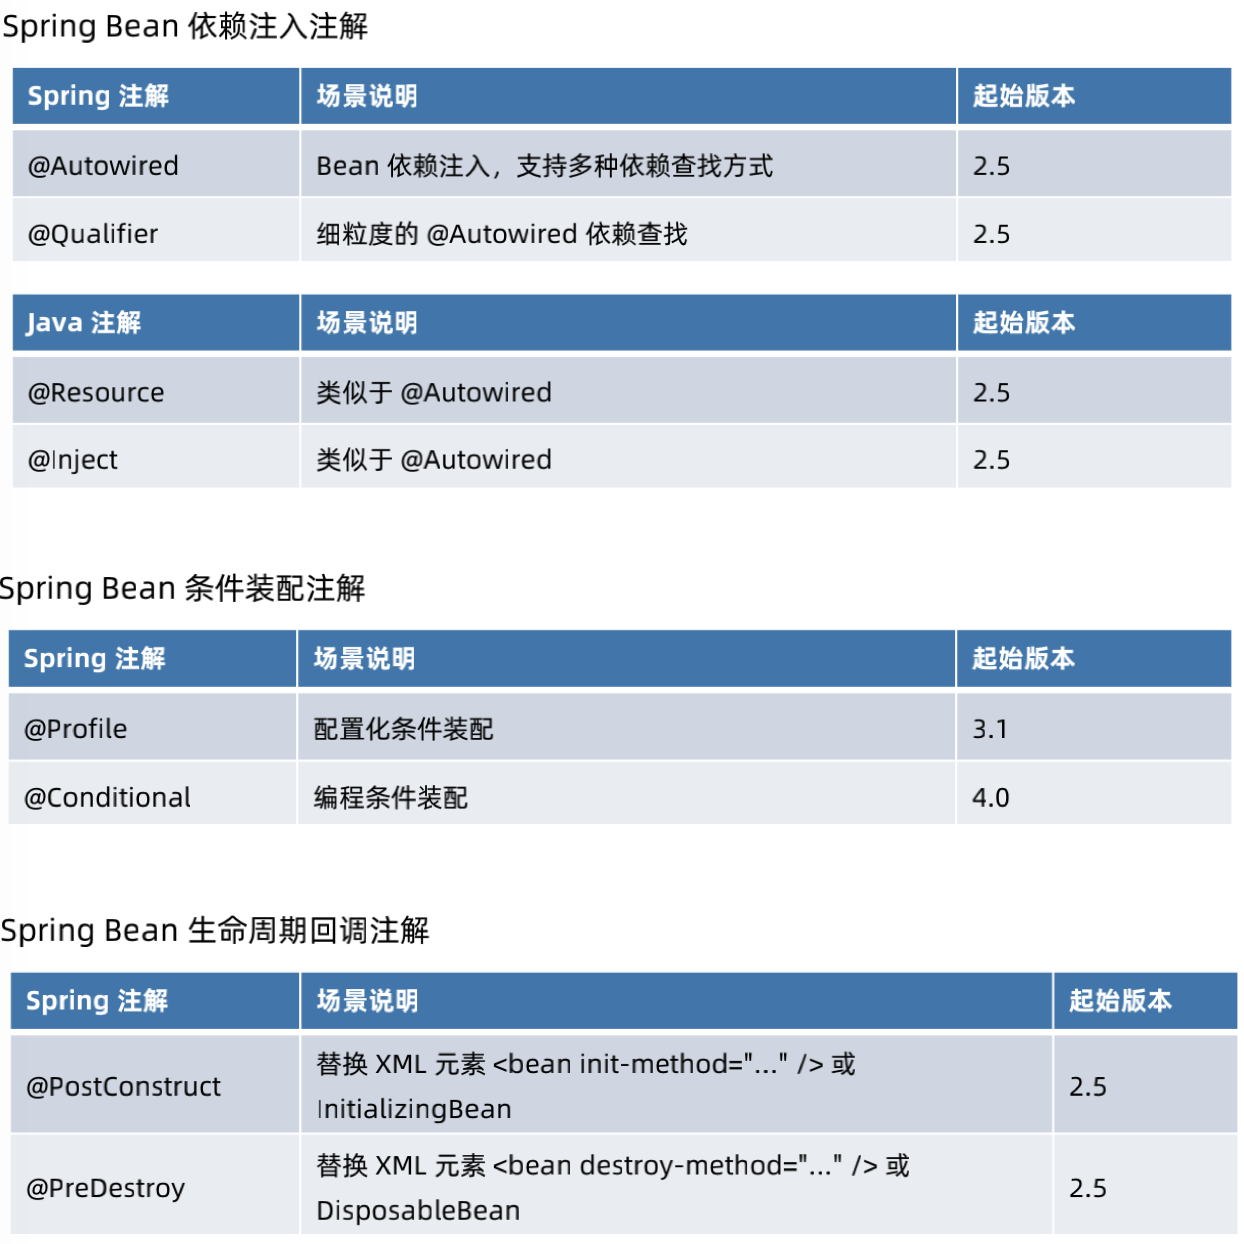 Spring Bean 依赖注入注解
Spring 注解 场景说明 起始版本
@Autowired Bean 依赖注入，支持多种依赖查找方式 2.5
@Qualifier 细粒度的 @Autowired 依赖查找 2.5
Java 注解 场景说明 起始版本
@Resource 类似于 @Autowired 2.5
@Inject 类似于 @Autowired 2.5
Spring Bean 条件装配注解
Spring 注解 场景说明 起始版本
@Profile 配置化条件装配 3.1
@Conditional 编程条件装配 4.0
Spring Bean 生命周期回调注解
Spring 注解 场景说明 起始版本
@PostConstruct 替换 XML 元素 <bean init-method="..." /> 或 2.5
InitializingBean
@PreDestroy 替换 XML 元素 <bean destroy-method="..." /> 或 2.5
DisposableBean